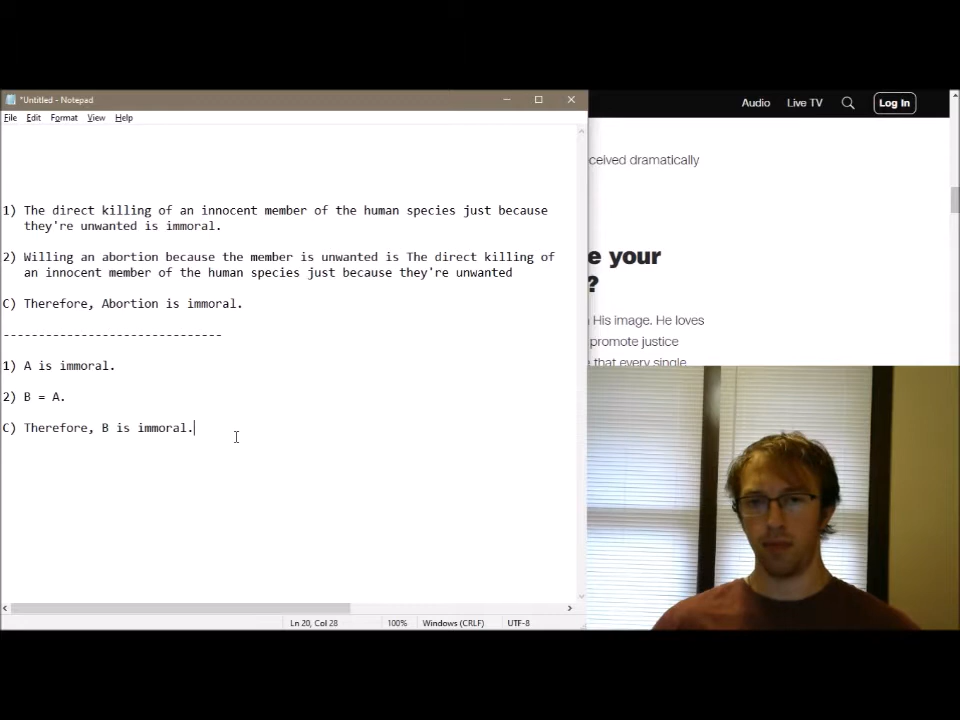 *Untitled - Notepad
File Edit Format View Help
Audio Live TV Log In
1) The direct killing of an innocent member of the human species just because
they're unwanted is immoral.
2) Willing an abortion because the member is unwanted is The direct killing of
an innocent member of the human species just because they're unwanted
C) Therefore, Abortion is immoral.
------------------------------
1) A is immoral.
2) B = A.
C) Therefore, B is immoral.
Ln 20, Col 28 100% Windows (CRLF) UTF-8
ceived dramatically
e your
?
His image. He loves
promote justice
that every single